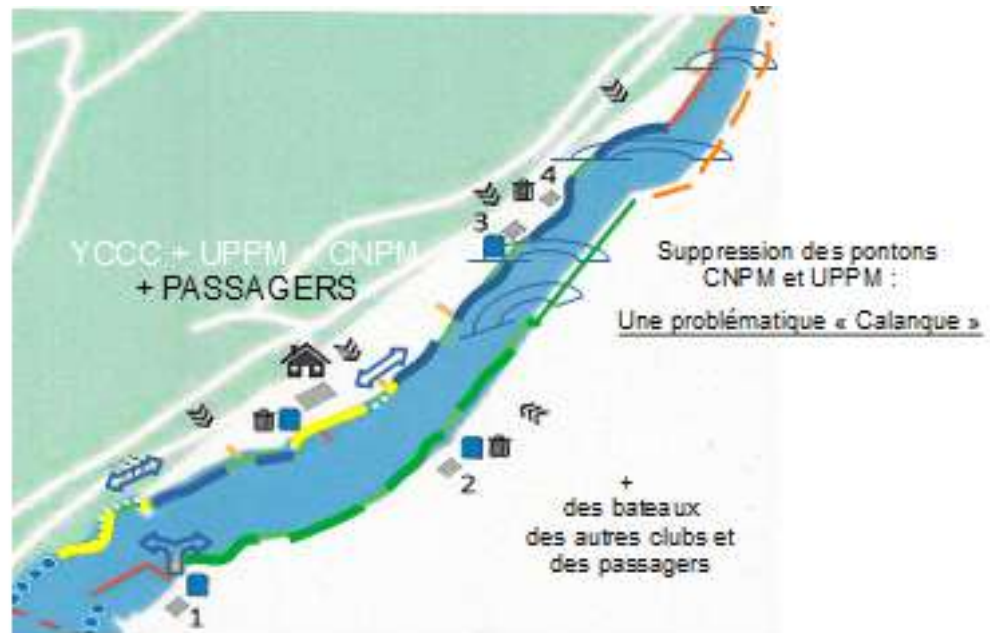 4
3
YCCC + UPPM + CNPM
+ PASSAGERS
Suppression des pontons
CNPM et UPPM :
Une problématique « Calanque »
2
+
des bateaux
des autres clubs et
des passagers
1